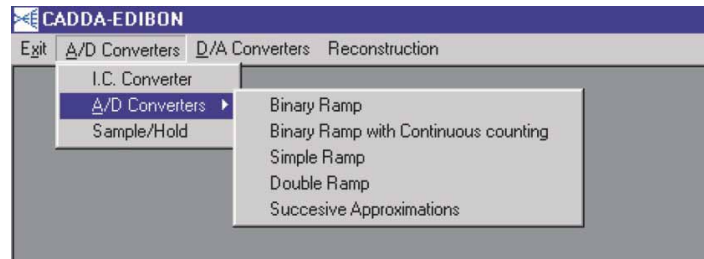 CADDA-EDIBON
Exit A/D Converters D/A Converters Reconstruction
I.C. Converter
A/D Converters
Sample/Hold
Binary Ramp
Binary Ramp with Continuous counting
Simple Ramp
Double Ramp
Succesive Approximations